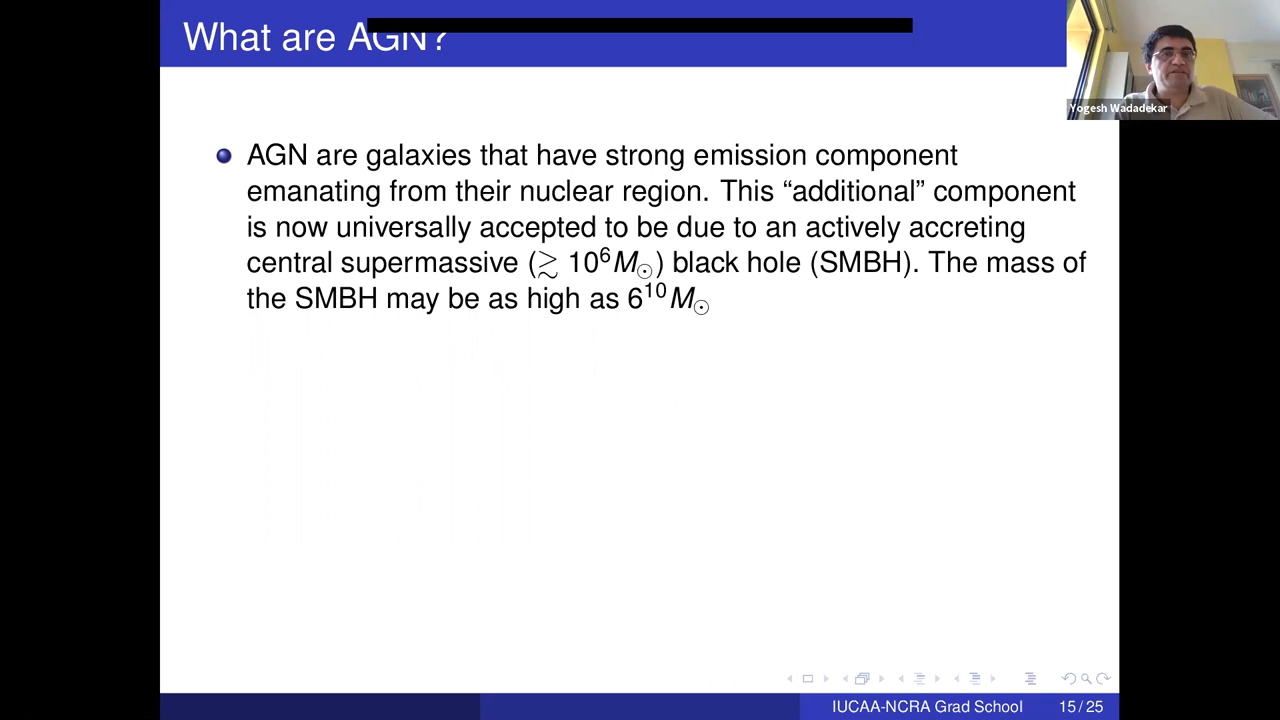 What are AGN?
Yogesh Wadadekar
AGN are galaxies that have strong emission component
emanating from their nuclear region. This “additional” component
is now universally accepted to be due to an actively accreting
central supermassive (≳ 10⁶M☉) black hole (SMBH). The mass of
the SMBH may be as high as 6¹⁰M☉
IUCAA-NCRA Grad School 15 / 25